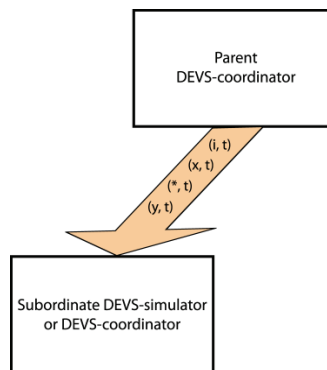 Parent
DEVS-coordinator
(i, t)
(x, t)
(*, t)
(y, t)
Subordinate DEVS-simulator
or DEVS-coordinator